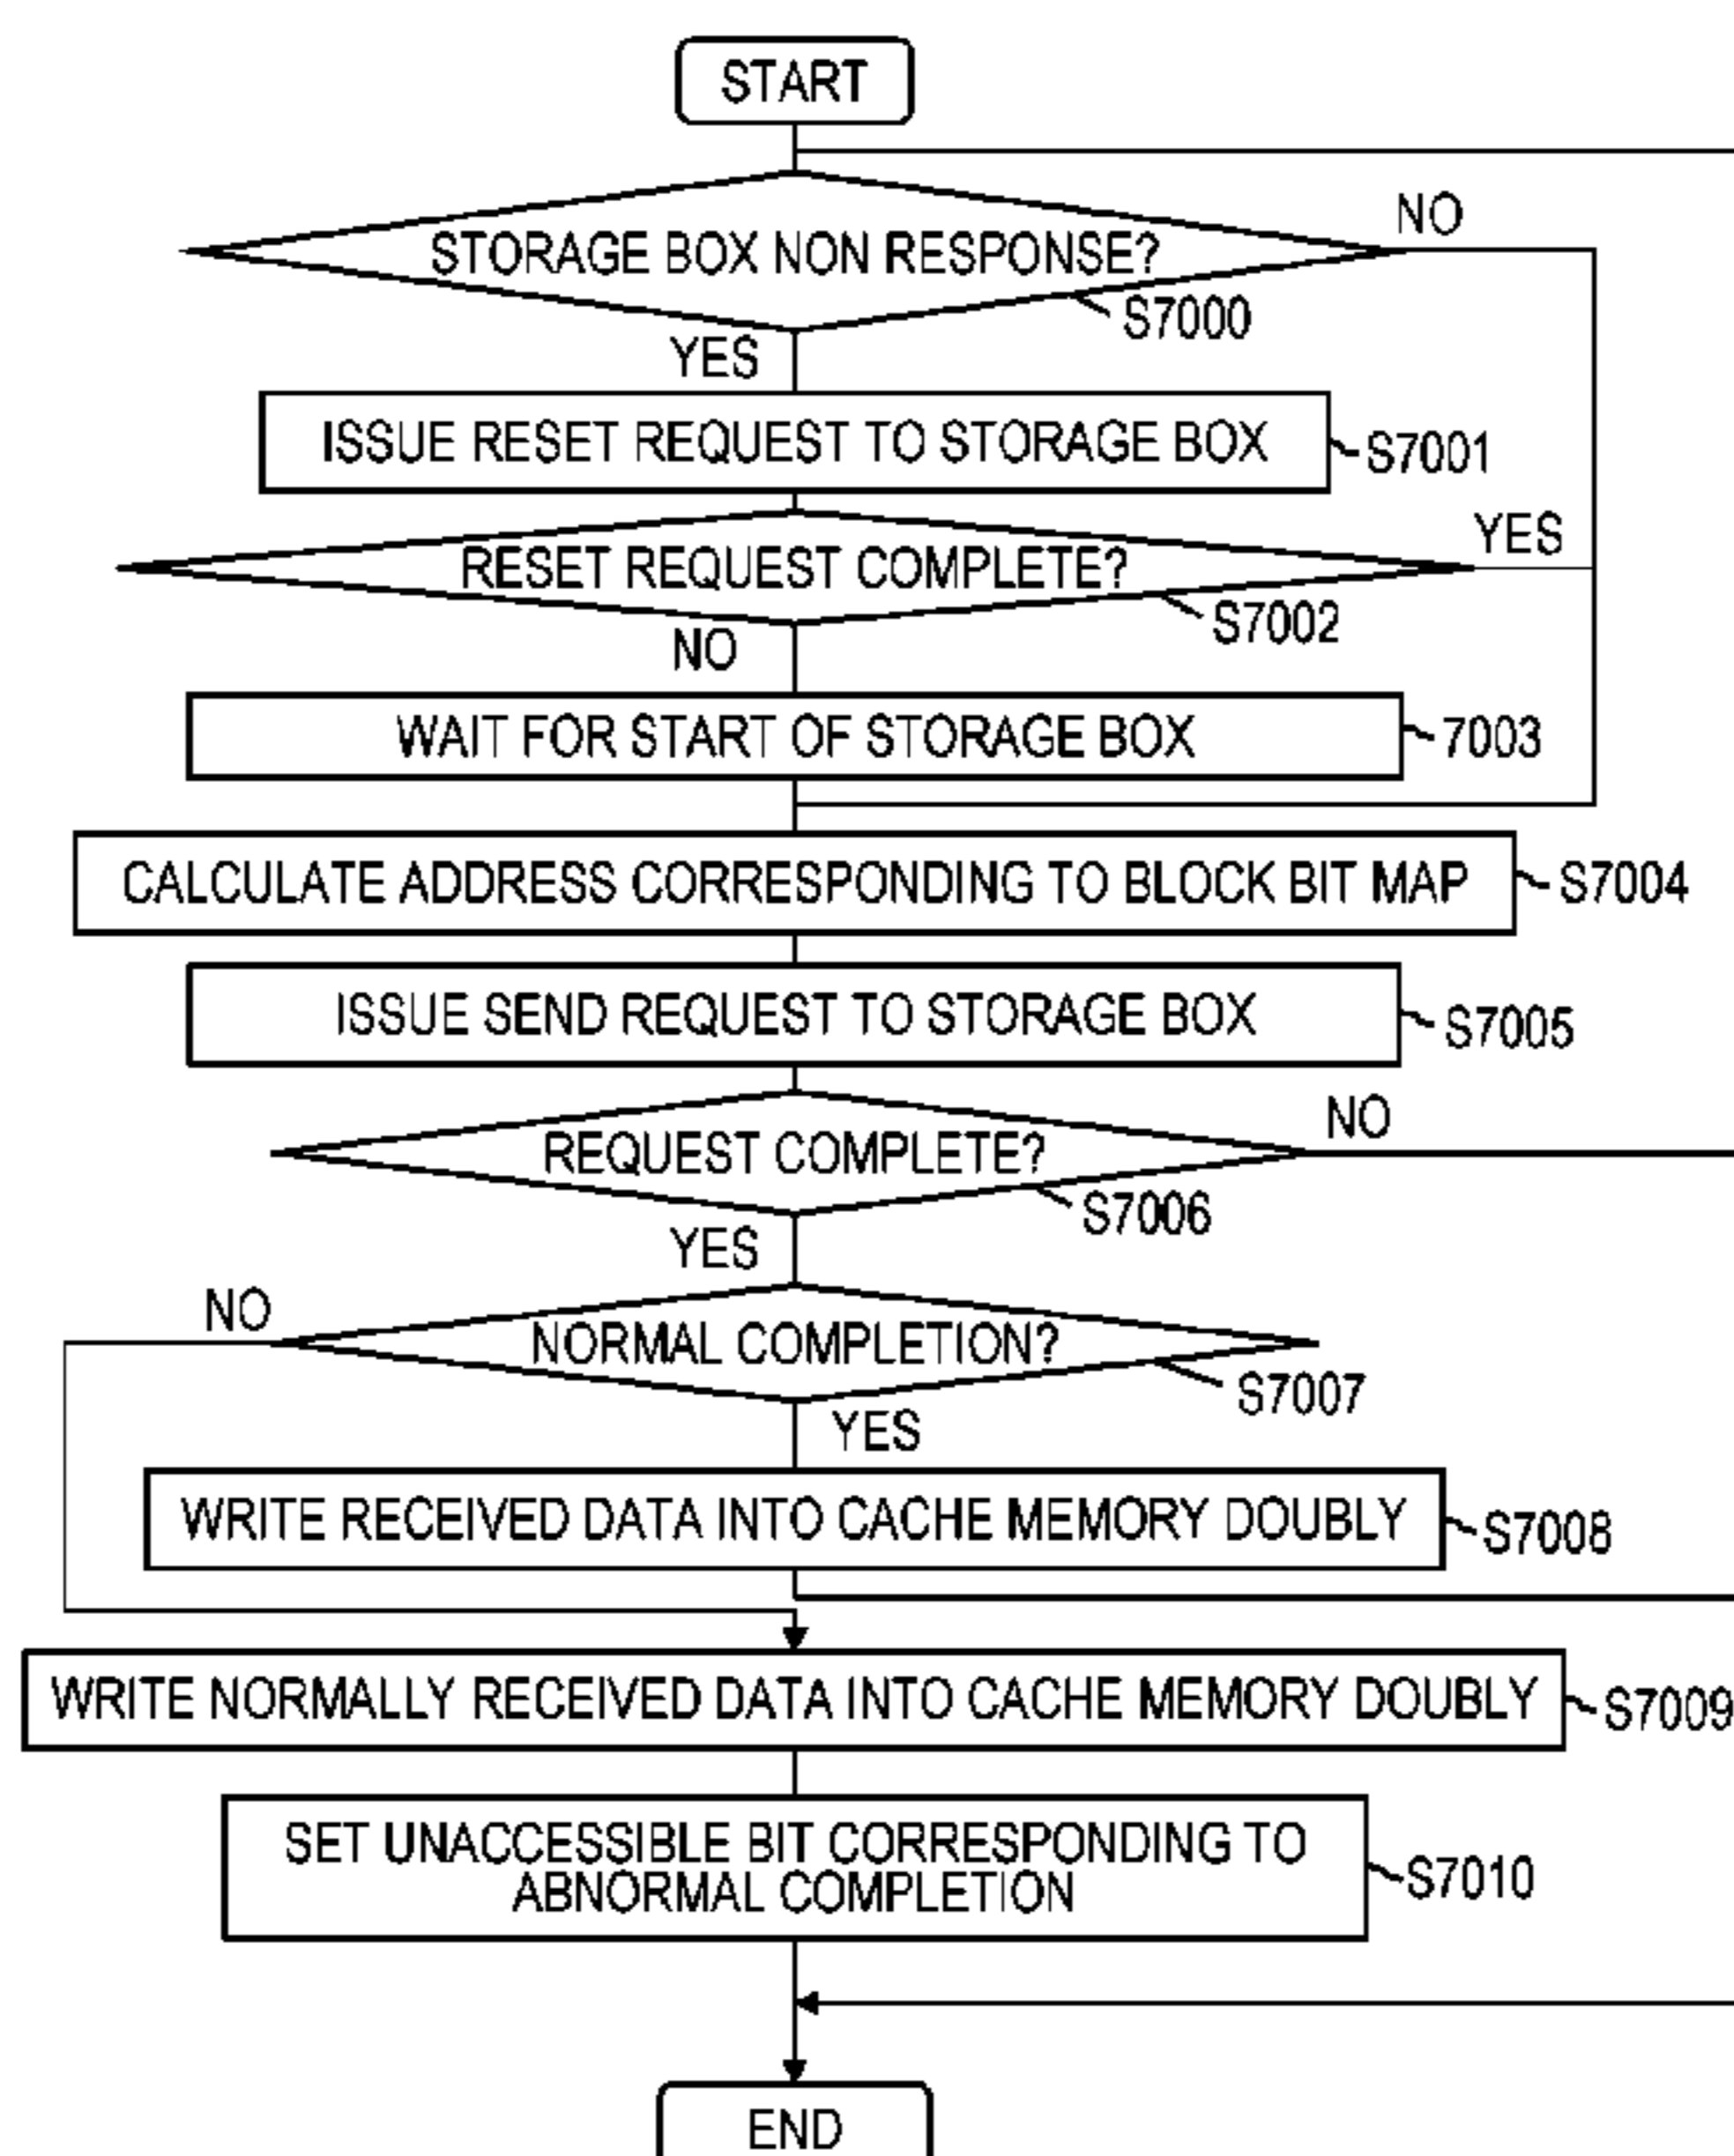 START
NO
STORAGE BOX NON RESPONSE?
S7000
YES
ISSUE RESET REQUEST TO STORAGE BOX
S7001
YES
RESET REQUEST COMPLETE?
S7002
NO
WAIT FOR START OF STORAGE BOX
7003
CALCULATE ADDRESS CORRESPONDING TO BLOCK BIT MAP
S7004
ISSUE SEND REQUEST TO STORAGE BOX
S7005
NO
REQUEST COMPLETE?
S7006
YES
NO
NORMAL COMPLETION?
S7007
YES
WRITE RECEIVED DATA INTO CACHE MEMORY DOUBLY
S7008
WRITE NORMALLY RECEIVED DATA INTO CACHE MEMORY DOUBLY
S7009
SET UNACCESSIBLE BIT CORRESPONDING TO
ABNORMAL COMPLETION
S7010
END